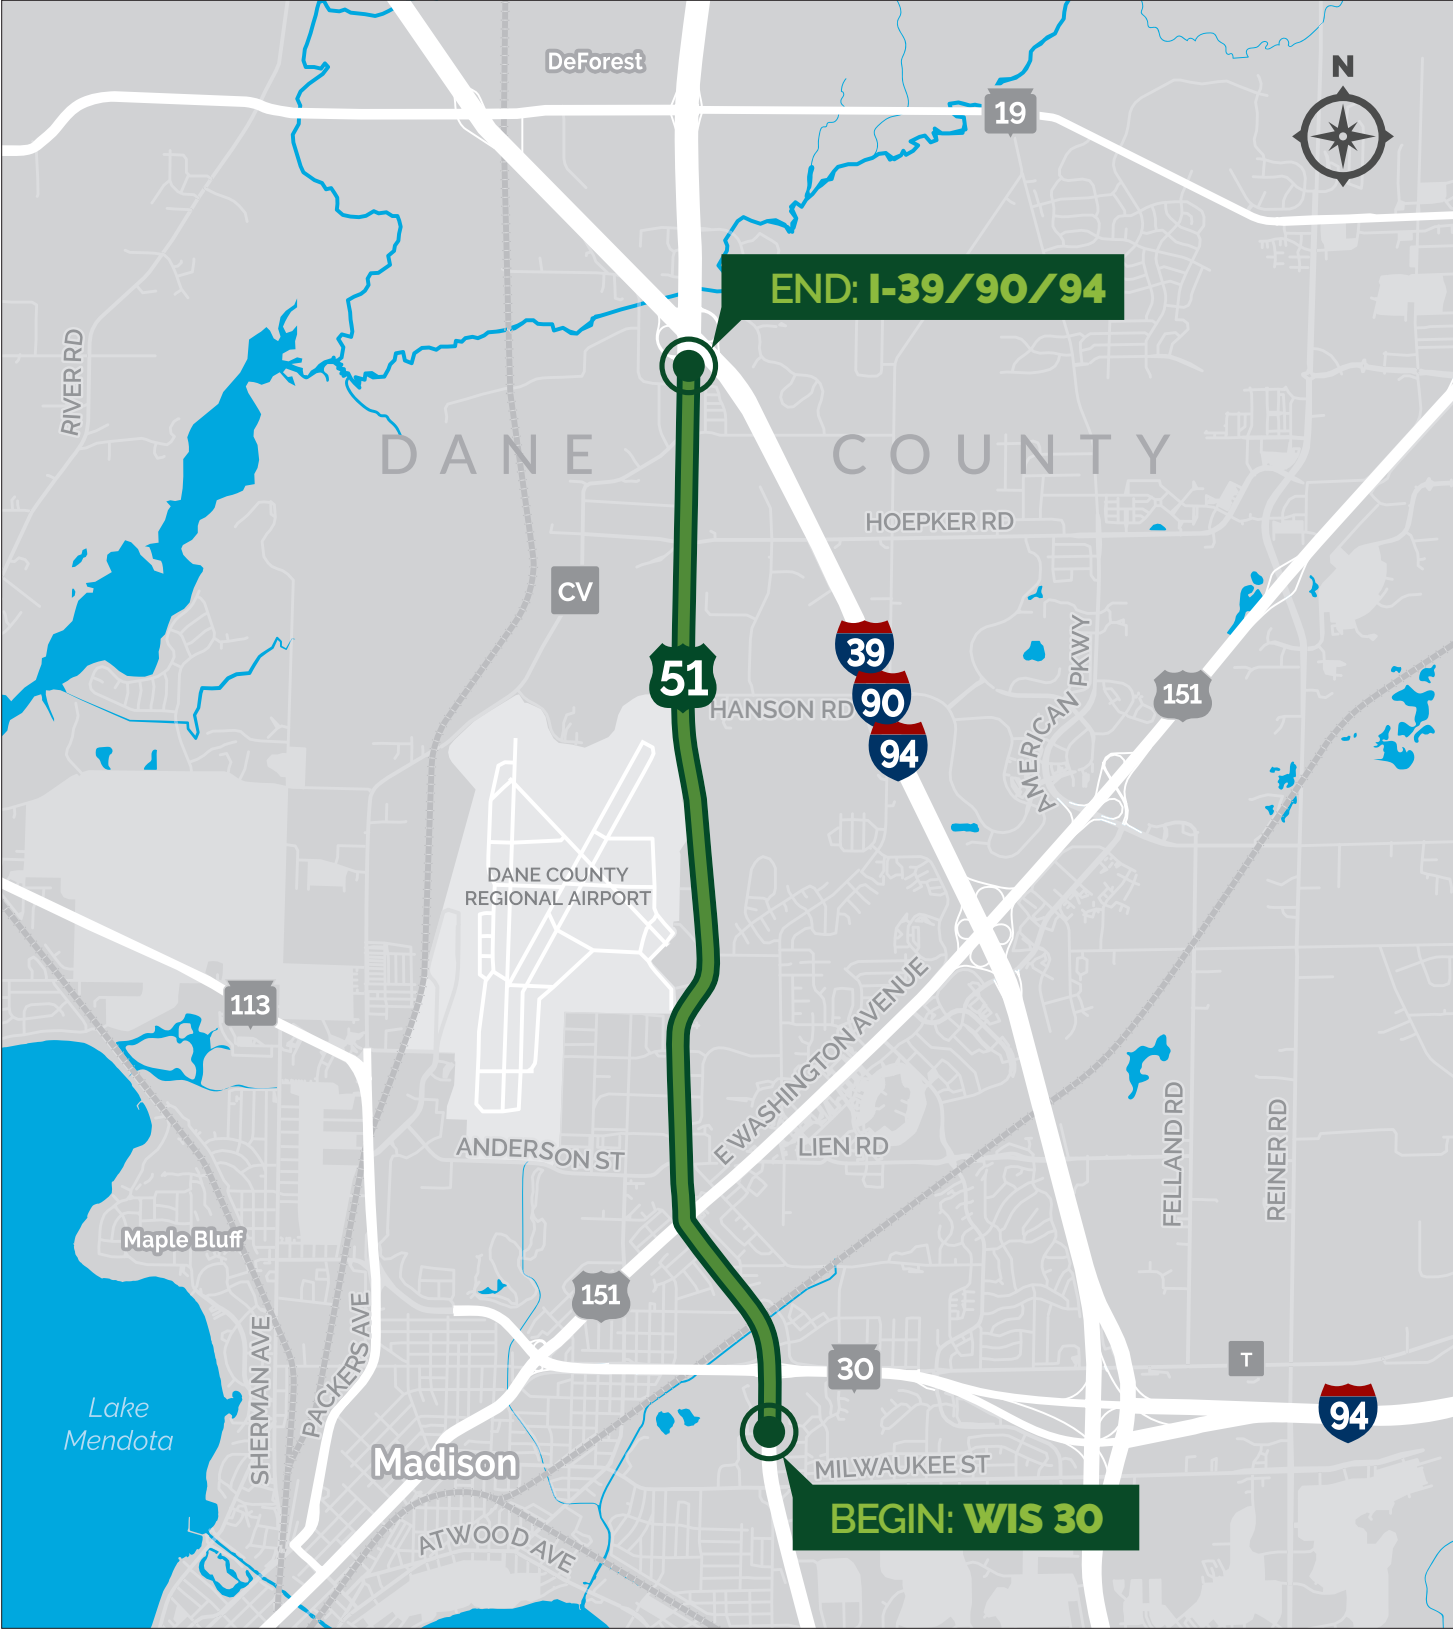 DeForest
N
19
END: I-39/90/94
RIVER RD
DANE COUNTY
HOEPKER RD
CV
39
51
90
HANSON RD
151
94
AMERICAN PKWY
DANE COUNTY
REGIONAL AIRPORT
113
E WASHINGTON AVENUE
ANDERSON ST
LIEN RD
FELLAND RD
REINER RD
Maple Bluff
151
SHERMAN AVE
PACKERS AVE
30
T
94
Lake
Mendota
Madison
MILWAUKEE ST
BEGIN: WIS 30
ATWOOD AVE